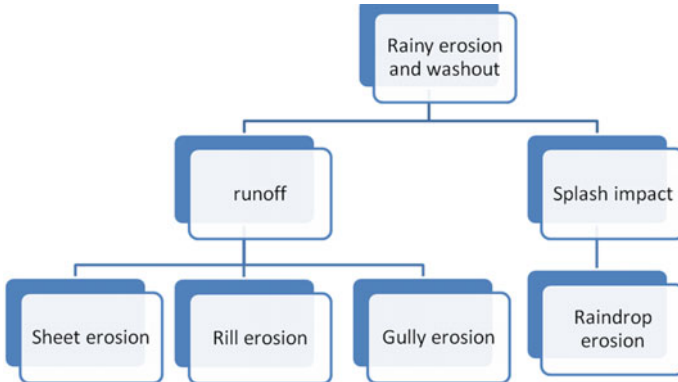 Rainy erosion
and washout
runoff
Splash impact
Sheet erosion
Rill erosion
Gully erosion
Raindrop
erosion